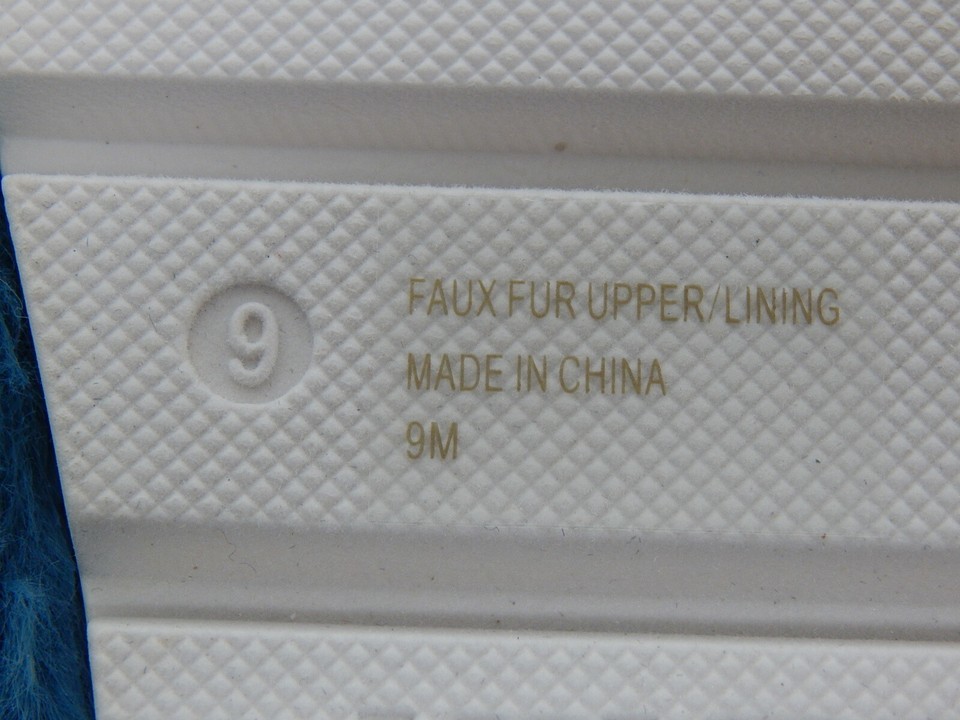 9
FAUX FUR UPPER/LINING
MADE IN CHINA
9M